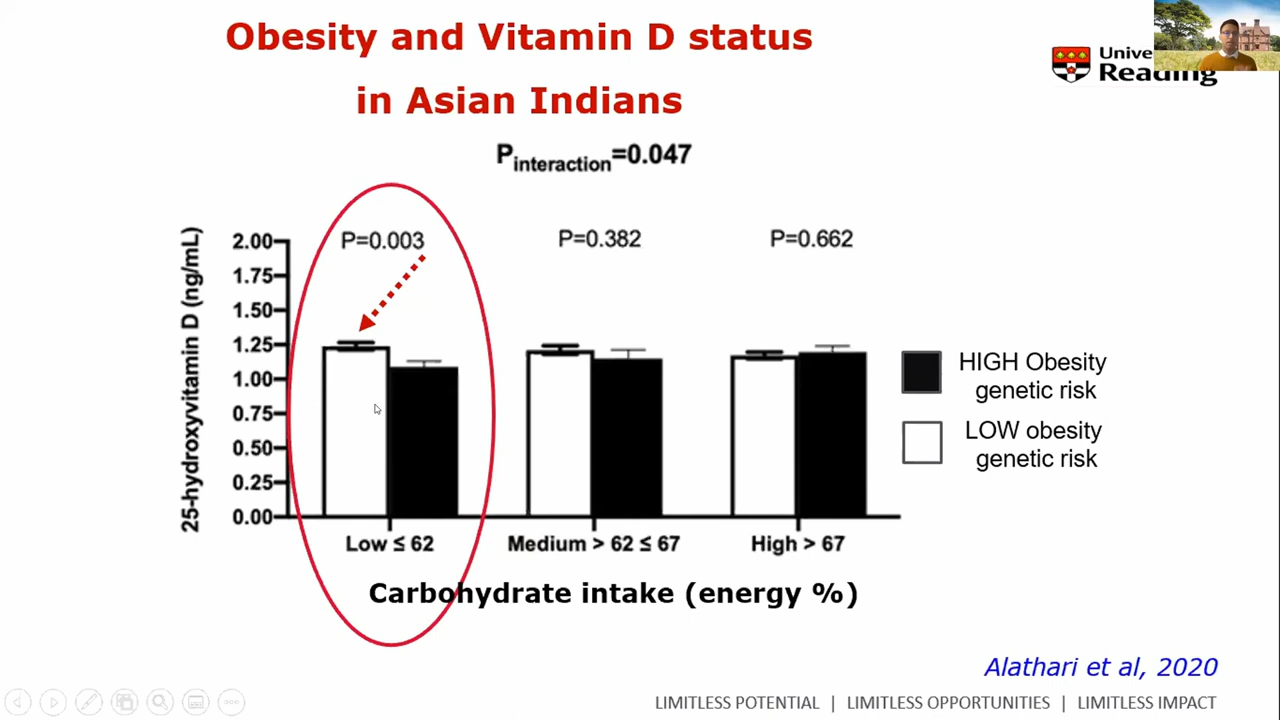 Obesity and Vitamin D status
in Asian Indians
Reading
Pinteraction=0.047
25-hydroxyvitamin D (ng/mL)
2.00
1.75
1.50
1.25
1.00
0.75
0.50
0.25
0.00
P=0.003
P=0.382
P=0.662
HIGH Obesity
genetic risk
LOW obesity
genetic risk
Low ≤ 62
Medium > 62 ≤ 67
High > 67
Carbohydrate intake (energy %)
Alathari et al, 2020
LIMITLESS POTENTIAL | LIMITLESS OPPORTUNITIES | LIMITLESS IMPACT